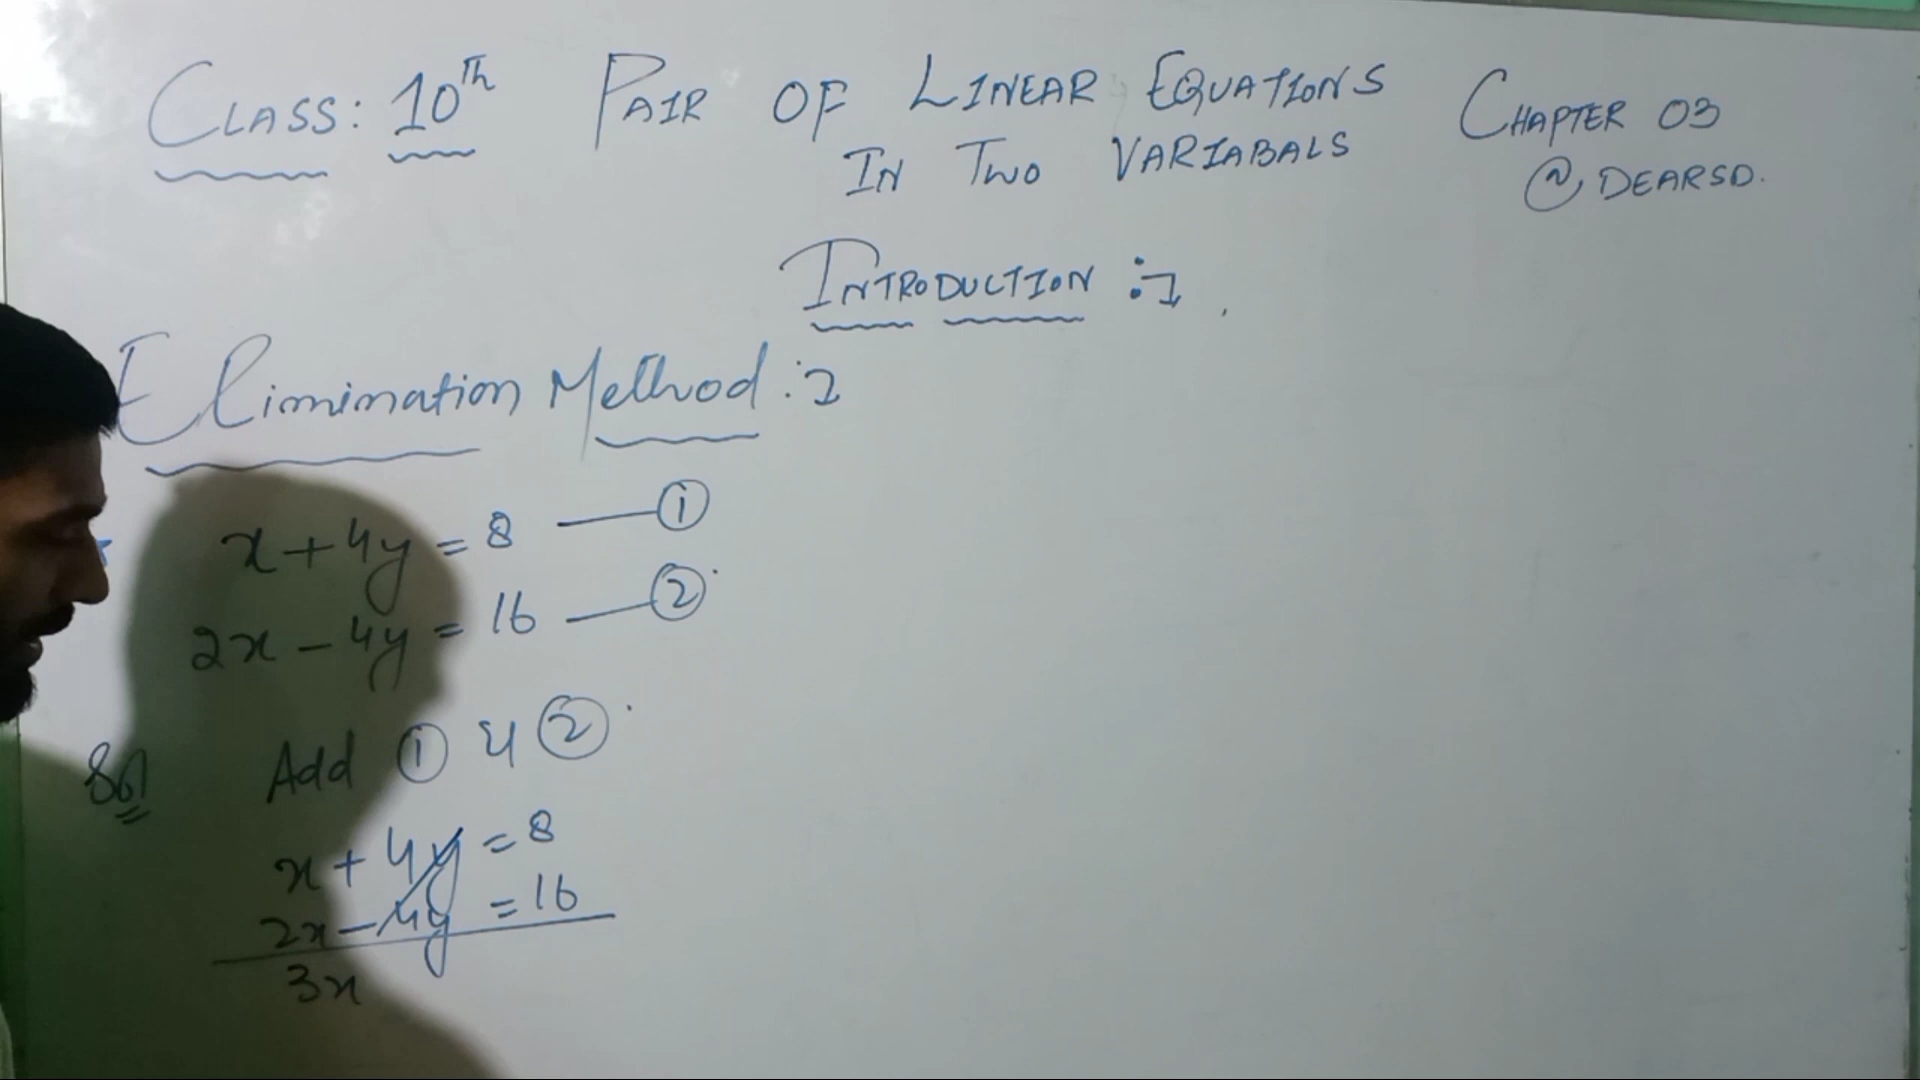 CLASS: 10th PAIR OF LINEAR EQUATIONS CHAPTER 03
IN TWO VARIABALS @DEARSD.
INTRODUCTION :-
Elimination Method :-
x + 4y = 8 — ①
2x - 4y = 16 — ②
Sol Add ① & ②
x + 4y = 8
2x - 4y = 16
3x